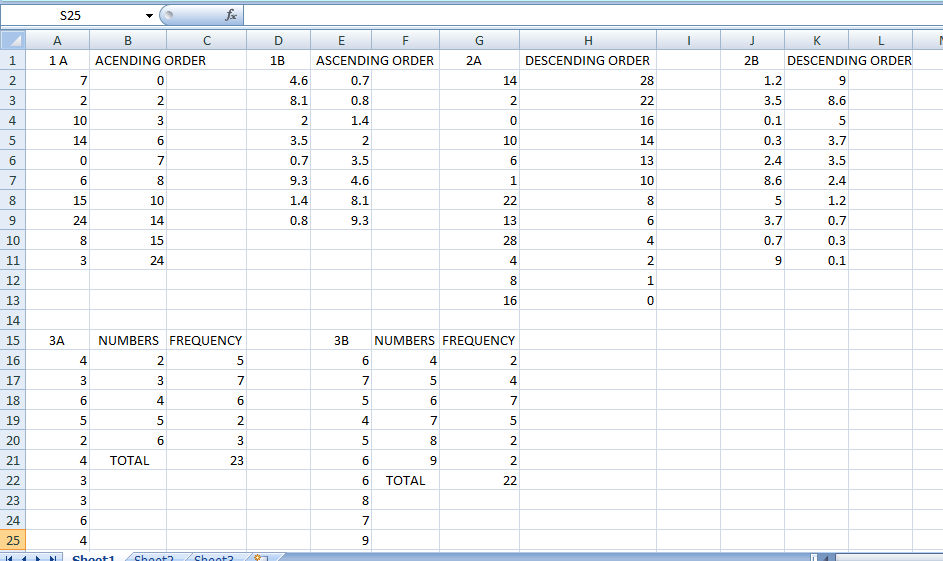 S25 fx
A B C D E F G H I J K L
1 1 A ACENDING ORDER 1B ASCENDING ORDER 2A DESCENDING ORDER 2B DESCENDING ORDER
2 7 0 4.6 0.7 14 28 1.2 9
3 2 2 8.1 0.8 2 22 3.5 8.6
4 10 3 2 1.4 0 16 0.1 5
5 14 6 3.5 2 10 14 0.3 3.7
6 0 7 0.7 3.5 6 13 2.4 3.5
7 6 8 9.3 4.6 1 10 8.6 2.4
8 15 10 1.4 8.1 22 8 5 1.2
9 24 14 0.8 9.3 13 6 3.7 0.7
10 8 15 28 4 0.7 0.3
11 3 24 4 2 9 0.1
12 8 1
13 16 0
14
15 3A NUMBERS FREQUENCY 3B NUMBERS FREQUENCY
16 4 2 5 6 4 2
17 3 3 7 7 5 4
18 6 4 6 5 6 7
19 5 5 2 4 7 5
20 2 6 3 5 8 2
21 4 TOTAL 23 6 9 2
22 3 6 TOTAL 22
23 3 8
24 6 7
25 4 9
Sheet1 Sheet2 Sheet3